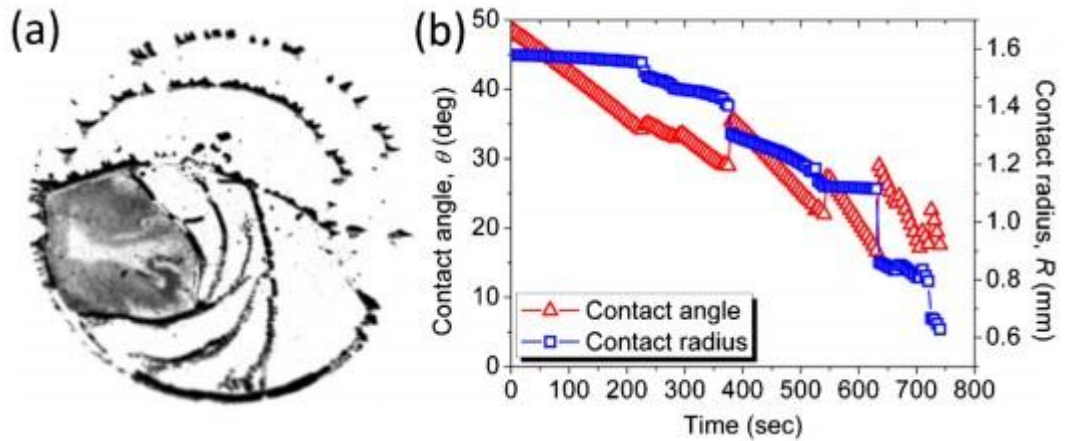 (a)
(b)
50
40
30
20
10
0
Contact angle, θ (deg)
0 100 200 300 400 500 600 700 800
Time (sec)
1.6
1.4
1.2
1.0
0.8
0.6
Contact radius, R (mm)
Contact angle
Contact radius